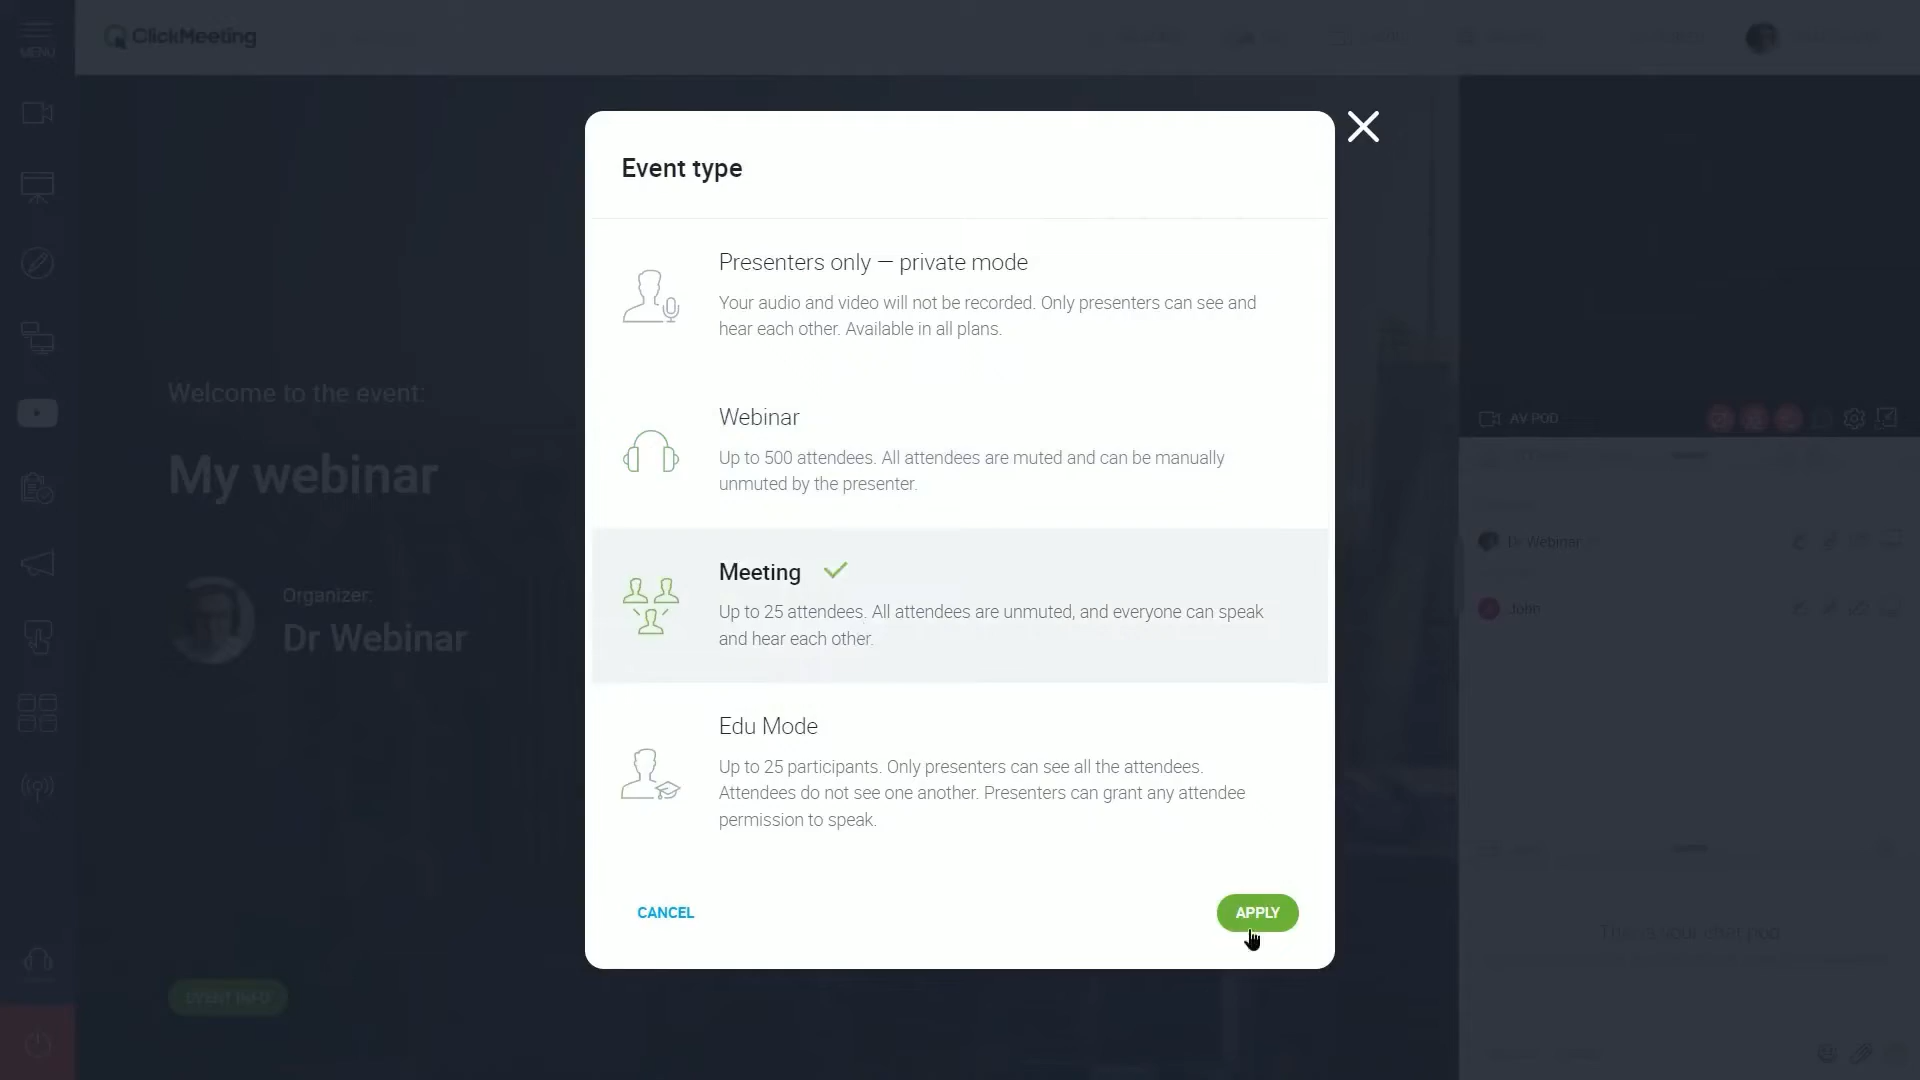 MENU
ClickMeeting
Event type
Presenters only — private mode
Your audio and video will not be recorded. Only presenters can see and
hear each other. Available in all plans.
Webinar
Up to 500 attendees. All attendees are muted and can be manually
unmuted by the presenter.
Meeting
Up to 25 attendees. All attendees are unmuted, and everyone can speak
and hear each other.
Edu Mode
Up to 25 participants. Only presenters can see all the attendees.
Attendees do not see one another. Presenters can grant any attendee
permission to speak.
CANCEL
APPLY
Welcome to the event:
My webinar
Organizer:
Dr Webinar
EVENT INFO
AV POD
Dr Webinar
John
This is your chat pod